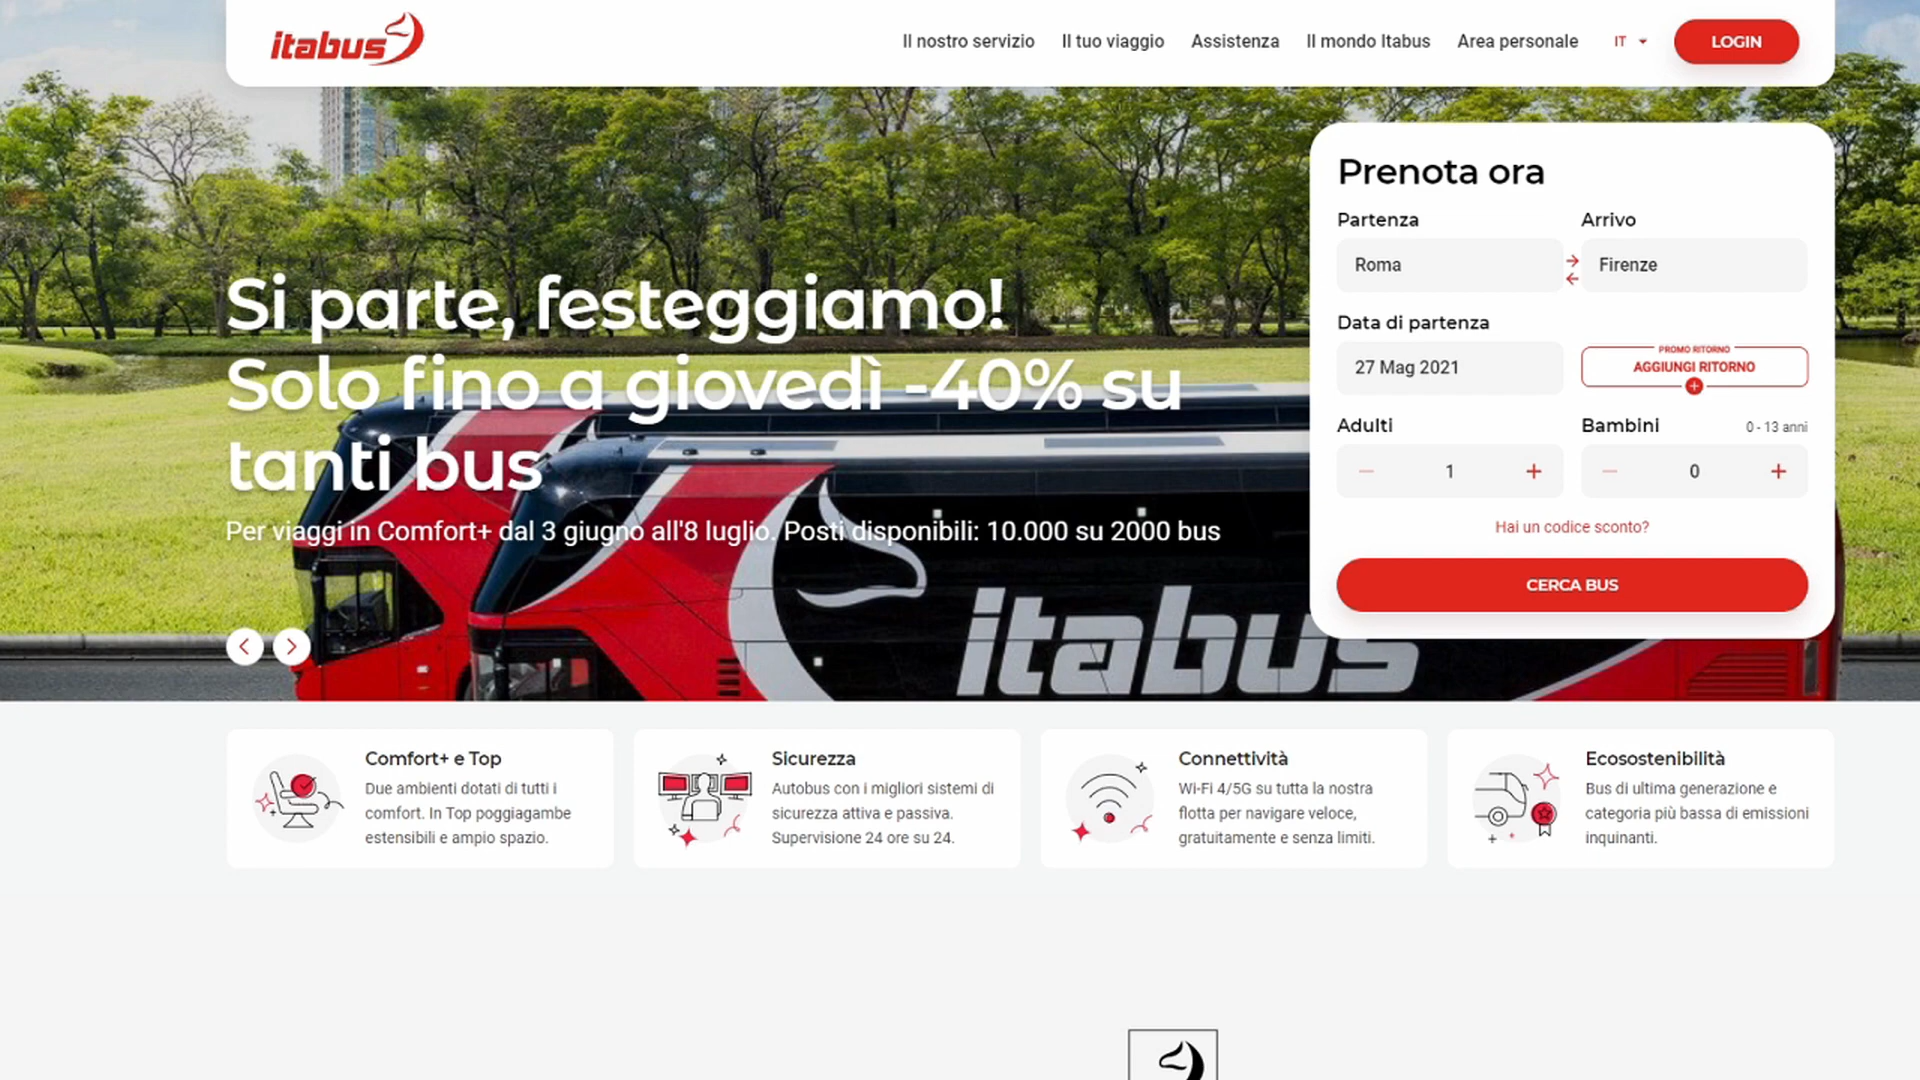 itabus
Il nostro servizio
Il tuo viaggio
Assistenza
Il mondo Itabus
Area personale
IT
LOGIN
Si parte, festeggiamo!
Solo fino a giovedì -40% su
tanti bus
Per viaggi in Comfort+ dal 3 giugno all'8 luglio. Posti disponibili: 10.000 su 2000 bus
itabus
Prenota ora
Partenza
Arrivo
Roma
Firenze
Data di partenza
27 Mag 2021
PROMO RITORNO
AGGIUNGI RITORNO
Adulti
Bambini
0 - 13 anni
1
0
Hai un codice sconto?
CERCA BUS
Comfort+ e Top
Due ambienti dotati di tutti i
comfort. In Top poggiagambe
estensibili e ampio spazio.
Sicurezza
Autobus con i migliori sistemi di
sicurezza attiva e passiva.
Supervisione 24 ore su 24.
Connettività
Wi-Fi 4/5G su tutta la nostra
flotta per navigare veloce,
gratuitamente e senza limiti.
Ecosostenibilità
Bus di ultima generazione e
categoria più bassa di emissioni
inquinanti.